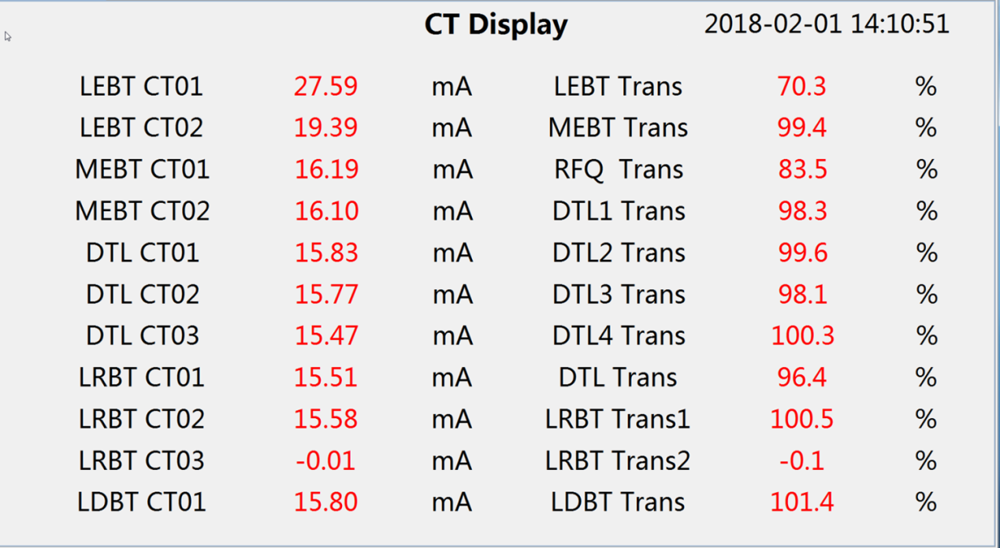 CT Display 2018-02-01 14:10:51
LEBT CT01 27.59 mA LEBT Trans 70.3 %
LEBT CT02 19.39 mA MEBT Trans 99.4 %
MEBT CT01 16.19 mA RFQ Trans 83.5 %
MEBT CT02 16.10 mA DTL1 Trans 98.3 %
DTL CT01 15.83 mA DTL2 Trans 99.6 %
DTL CT02 15.77 mA DTL3 Trans 98.1 %
DTL CT03 15.47 mA DTL4 Trans 100.3 %
LRBT CT01 15.51 mA DTL Trans 96.4 %
LRBT CT02 15.58 mA LRBT Trans1 100.5 %
LRBT CT03 -0.01 mA LRBT Trans2 -0.1 %
LDBT CT01 15.80 mA LDBT Trans 101.4 %